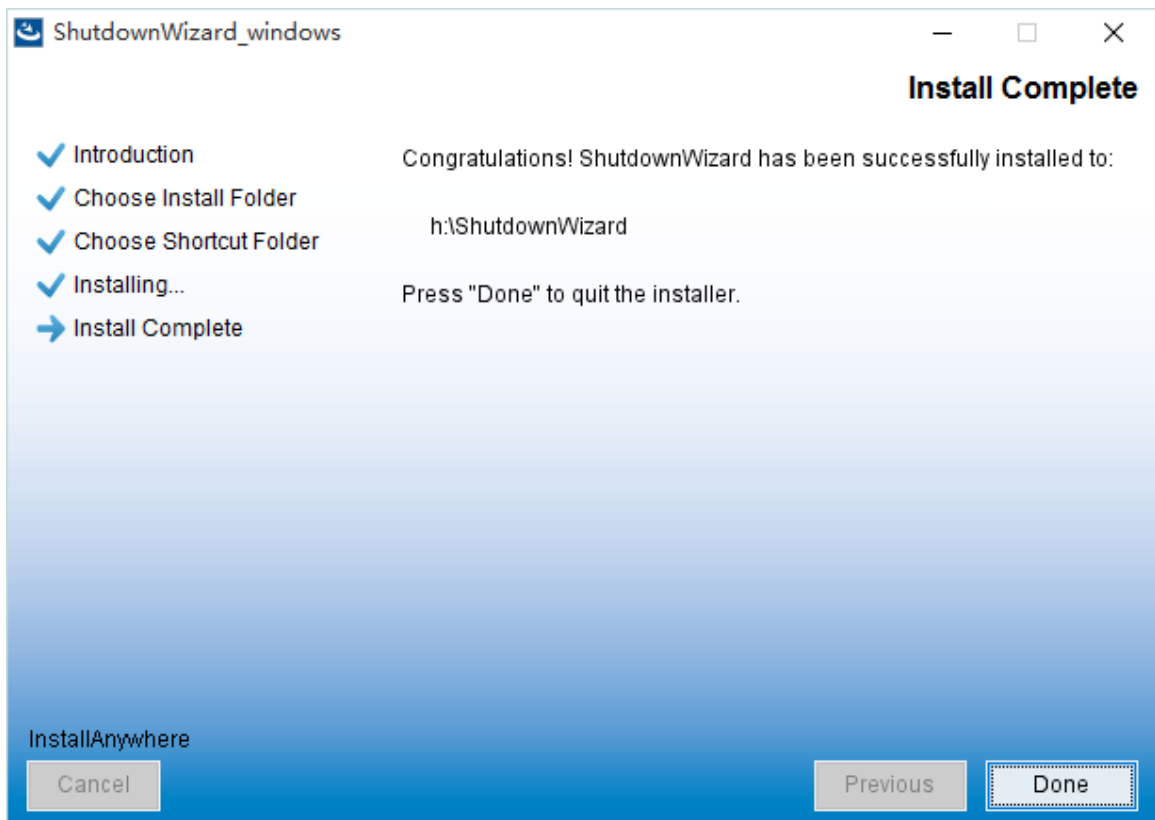 ShutdownWizard_windows
Install Complete
Introduction
Choose Install Folder
Choose Shortcut Folder
Installing...
Install Complete
Congratulations! ShutdownWizard has been successfully installed to:
h:\ShutdownWizard
Press "Done" to quit the installer.
InstallAnywhere
Cancel
Previous
Done